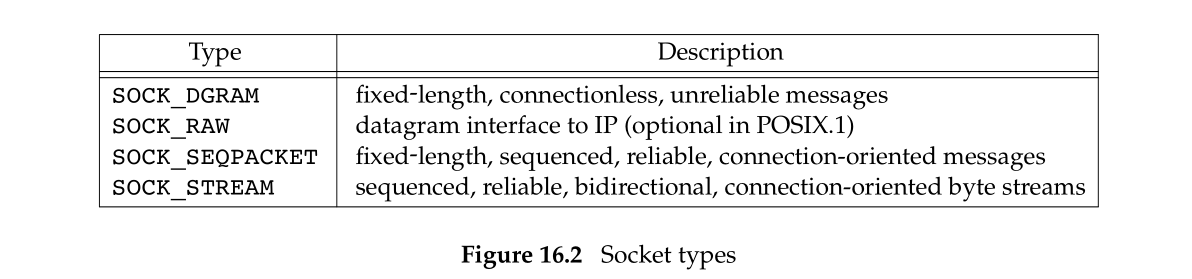 Type Description
SOCK_DGRAM fixed-length, connectionless, unreliable messages
SOCK_RAW datagram interface to IP (optional in POSIX.1)
SOCK_SEQPACKET fixed-length, sequenced, reliable, connection-oriented messages
SOCK_STREAM sequenced, reliable, bidirectional, connection-oriented byte streams
Figure 16.2 Socket types